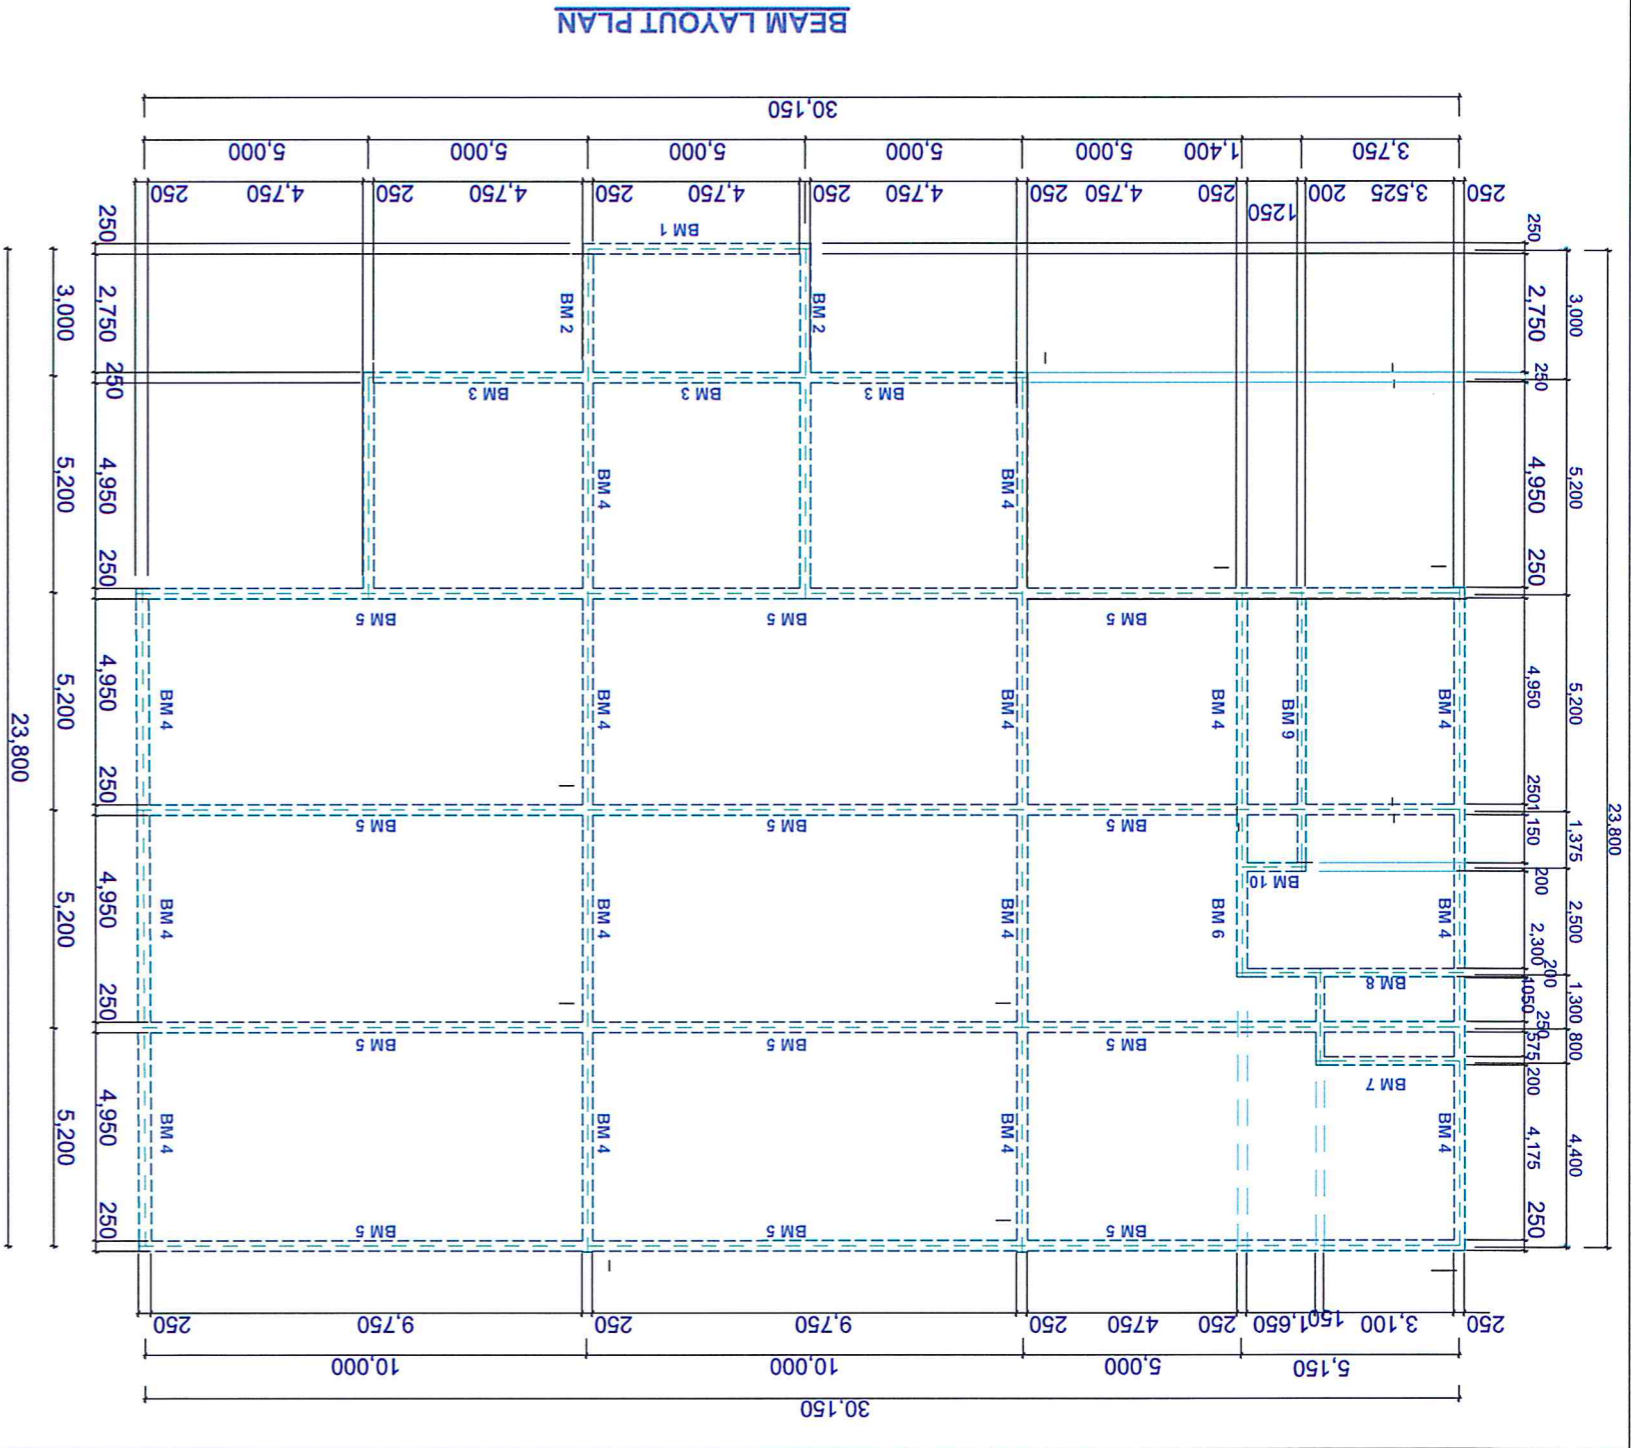 BEAM LAYOUT PLAN
30,150
5,000 5,000 5,000 5,000 5,000 1,400 3,750
250 4,750 250 4,750 250 4,750 250 4,750 250 4,750 250 1250 200 3,525 250
BM 1
BM 2 BM 2
BM 3 BM 3 BM 3
BM 4 BM 4
BM 5 BM 5 BM 5
BM 4 BM 4 BM 4 BM 4 BM 9 BM 4
BM 5 BM 5 BM 5
BM 10
BM 4 BM 4 BM 4 BM 6 BM 4
BM 8
BM 5 BM 5 BM 5
BM 7
BM 4 BM 4 BM 4 BM 4
BM 5 BM 5 BM 5
250 9,750 250 9,750 250 4750 250 1,650 150 3,100 250
10,000 10,000 5,000 5,150
30,150
250 2,750 250 4,950 250 4,950 250 4,950 250 4,950 250
3,000 5,200 5,200 5,200 5,200
23,800
250 2,750 250 4,950 250 4,950 250 1,150 200 2,300 200 1050 250 575 200 4,175 250
3,000 5,200 5,200 1,375 2,500 1,300 800 4,400
23,800